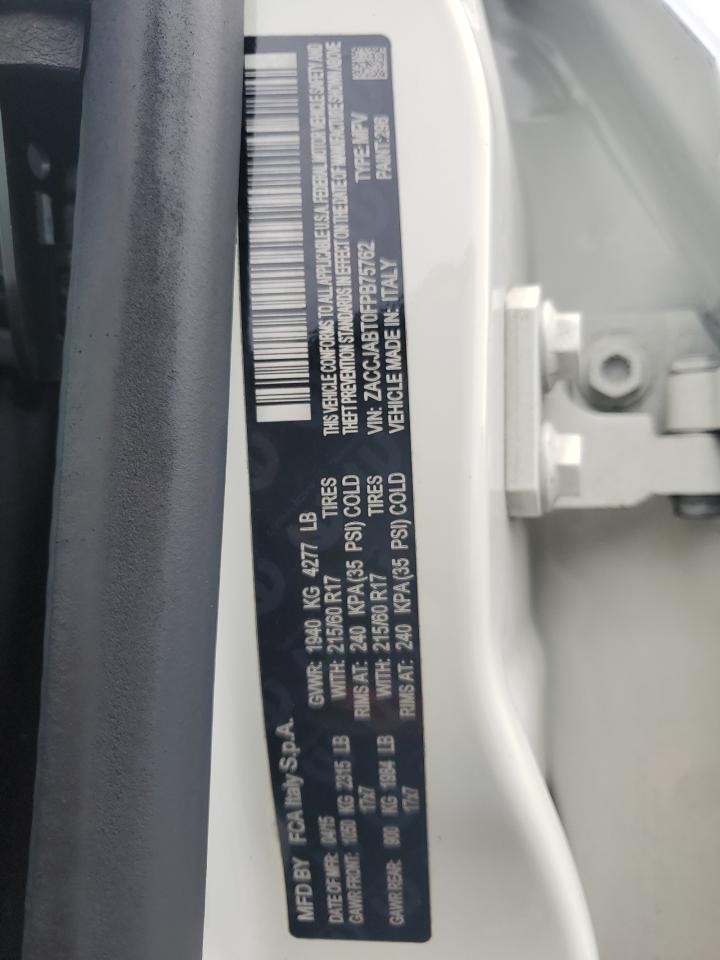 MFD BY FCA Italy S.p.A.
DATE OF MFR: 04/15 GVWR: 1940 KG 4277 LB
GAWR FRONT: 1050 KG 2315 LB WITH: 215/60 R17 TIRES
17x7 RIMS AT: 240 KPA(35 PSI) COLD
GAWR REAR: 900 KG 1984 LB WITH: 215/60 R17 TIRES
17x7 RIMS AT: 240 KPA(35 PSI) COLD
THIS VEHICLE CONFORMS TO ALL APPLICABLE U.S.A. FEDERAL MOTOR VEHICLE SAFETY AND
THEFT PREVENTION STANDARDS IN EFFECT ON THE DATE OF MANUFACTURE SHOWN ABOVE
VIN: ZACCJABT0FPB75762 TYPE: MPV
VEHICLE MADE IN: ITALY PAINT: 296